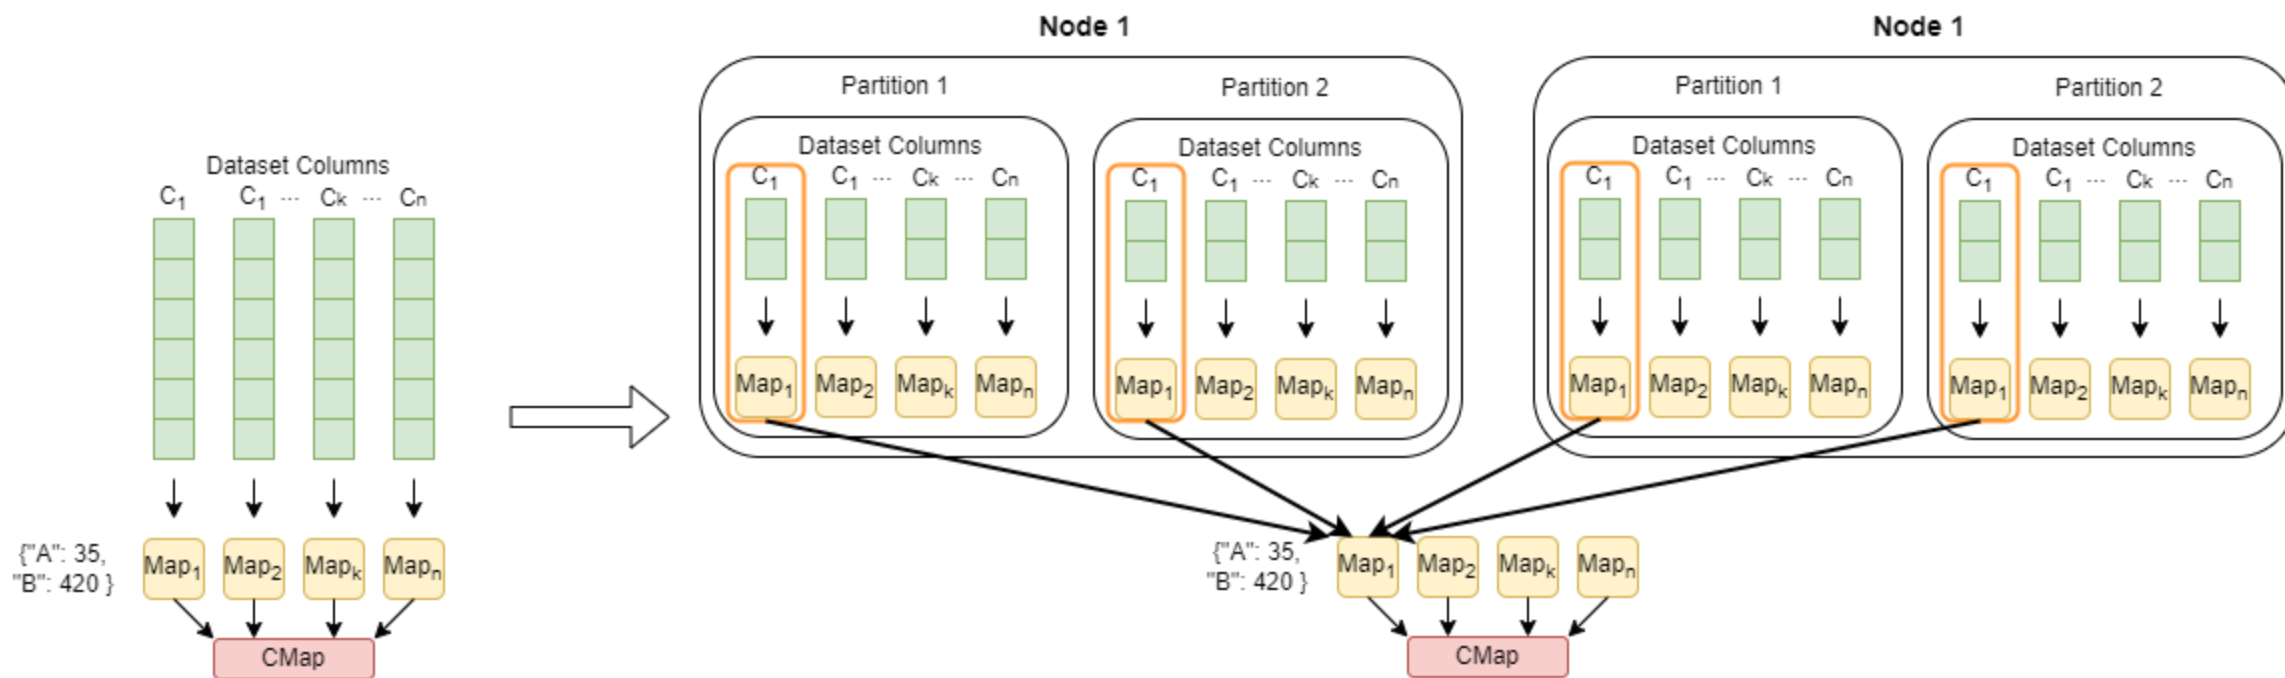 Dataset Columns
C1 C1 ... Ck ... Cn
{"A": 35,
"B": 420 }
Map1 Map2 Mapk Mapn
CMap
Node 1
Partition 1 Partition 2
Dataset Columns Dataset Columns
C1 C1 ... Ck ... Cn C1 C1 ... Ck ... Cn
Map1 Map2 Mapk Mapn Map1 Map2 Mapk Mapn
Node 1
Partition 1 Partition 2
Dataset Columns Dataset Columns
C1 C1 ... Ck ... Cn C1 C1 ... Ck ... Cn
Map1 Map2 Mapk Mapn Map1 Map2 Mapk Mapn
{"A": 35,
"B": 420 }
Map1 Map2 Mapk Mapn
CMap